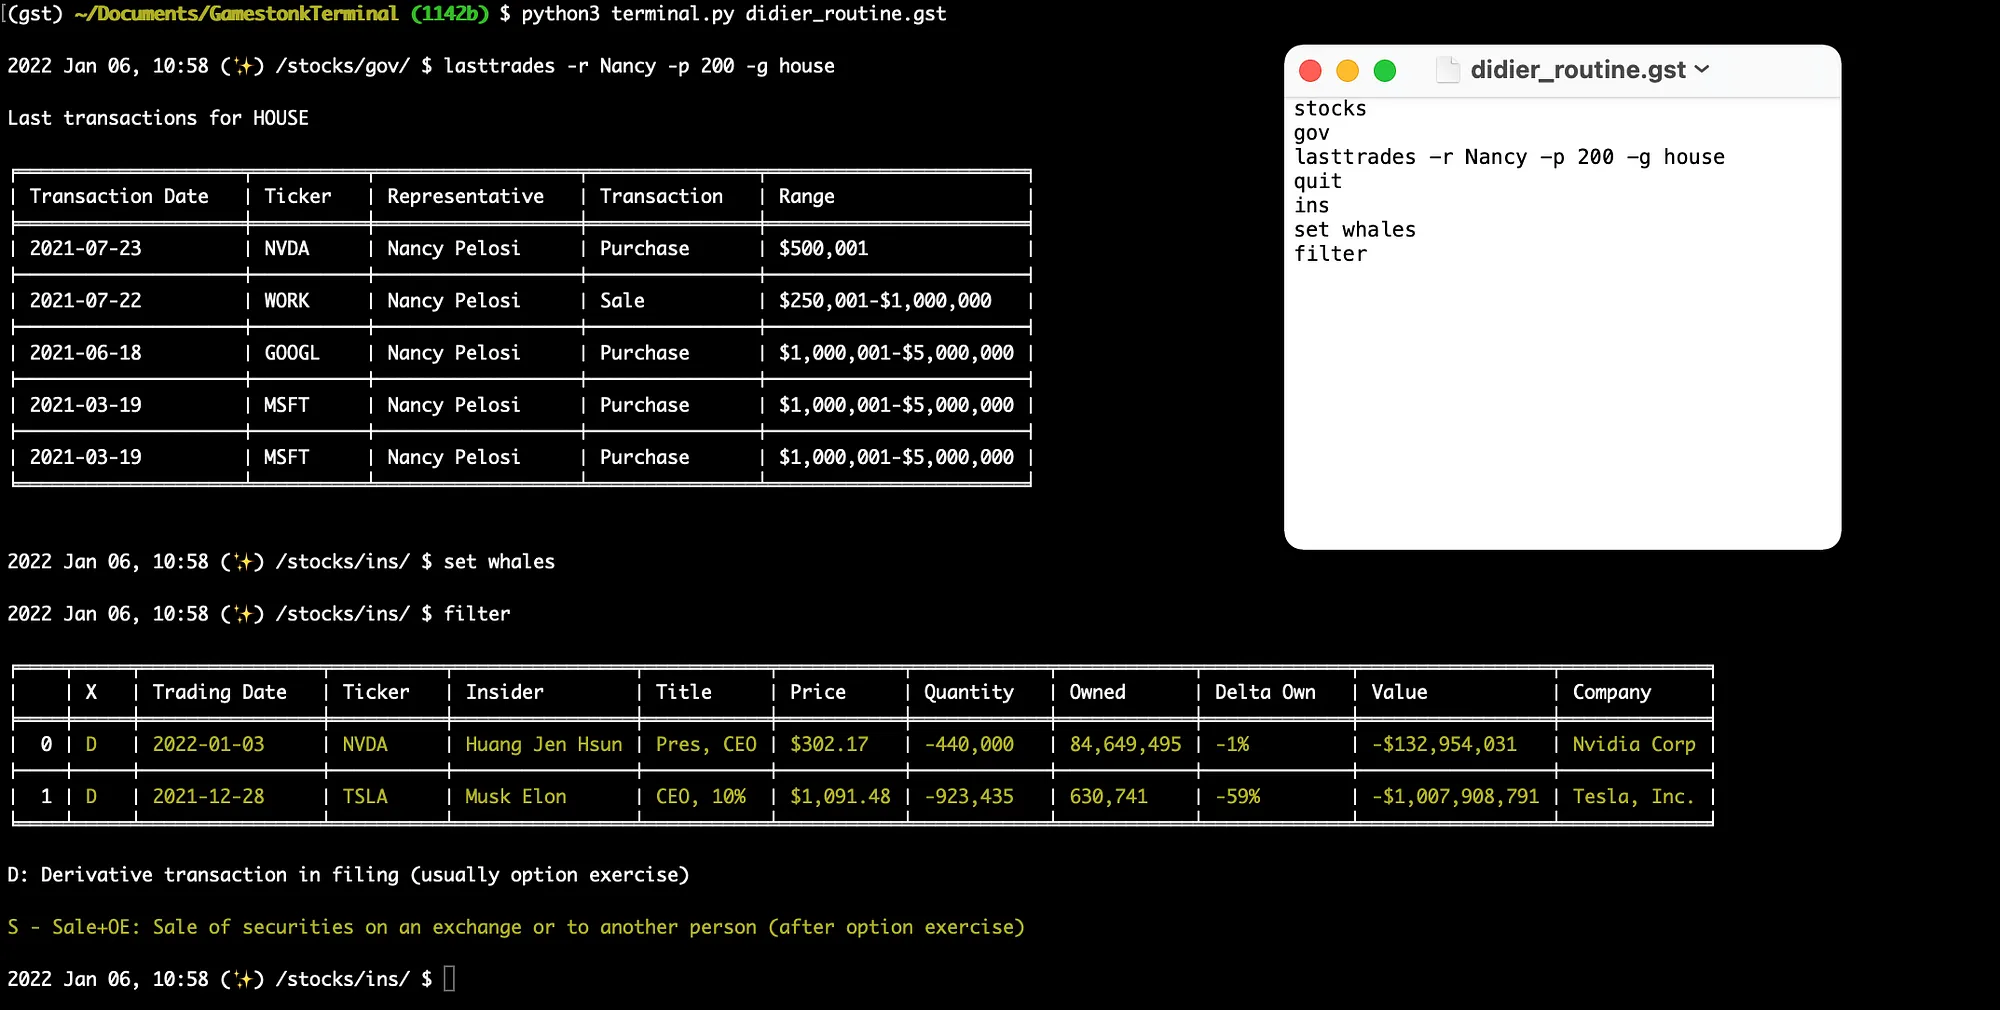 (gst) ~/Documents/GamestonkTerminal (1142b) $ python3 terminal.py didier_routine.gst
2022 Jan 06, 10:58 (✨) /stocks/gov/ $ lasttrades -r Nancy -p 200 -g house
Last transactions for HOUSE
Transaction Date | Ticker | Representative | Transaction | Range
2021-07-23 | NVDA | Nancy Pelosi | Purchase | $500,001
2021-07-22 | WORK | Nancy Pelosi | Sale | $250,001-$1,000,000
2021-06-18 | GOOGL | Nancy Pelosi | Purchase | $1,000,001-$5,000,000
2021-03-19 | MSFT | Nancy Pelosi | Purchase | $1,000,001-$5,000,000
2021-03-19 | MSFT | Nancy Pelosi | Purchase | $1,000,001-$5,000,000
didier_routine.gst
stocks
gov
lasttrades -r Nancy -p 200 -g house
quit
ins
set whales
filter
2022 Jan 06, 10:58 (✨) /stocks/ins/ $ set whales
2022 Jan 06, 10:58 (✨) /stocks/ins/ $ filter
X | Trading Date | Ticker | Insider | Title | Price | Quantity | Owned | Delta Own | Value | Company
0 | D | 2022-01-03 | NVDA | Huang Jen Hsun | Pres, CEO | $302.17 | -440,000 | 84,649,495 | -1% | -$132,954,031 | Nvidia Corp
1 | D | 2021-12-28 | TSLA | Musk Elon | CEO, 10% | $1,091.48 | -923,435 | 630,741 | -59% | -$1,007,908,791 | Tesla, Inc.
D: Derivative transaction in filing (usually option exercise)
S - Sale+OE: Sale of securities on an exchange or to another person (after option exercise)
2022 Jan 06, 10:58 (✨) /stocks/ins/ $